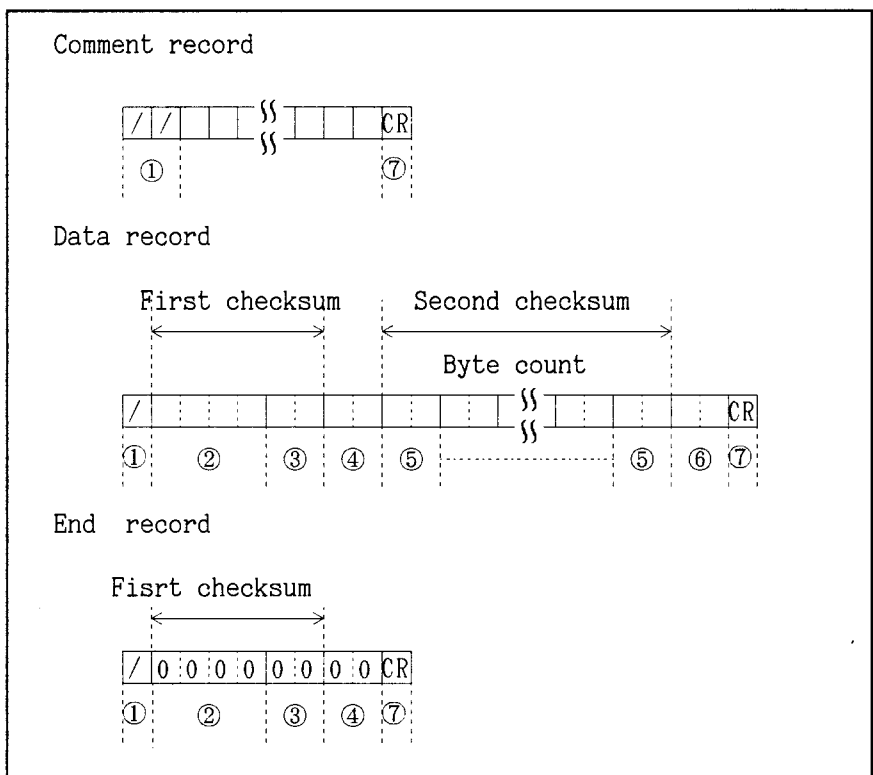 Comment record
/ / CR
① ⑦
Data record
First checksum Second checksum
Byte count
/ CR
① ② ③ ④ ⑤ ⑤ ⑥ ⑦
End record
Fisrt checksum
/ 0 0 0 0 0 0 0 0 CR
① ② ③ ④ ⑦